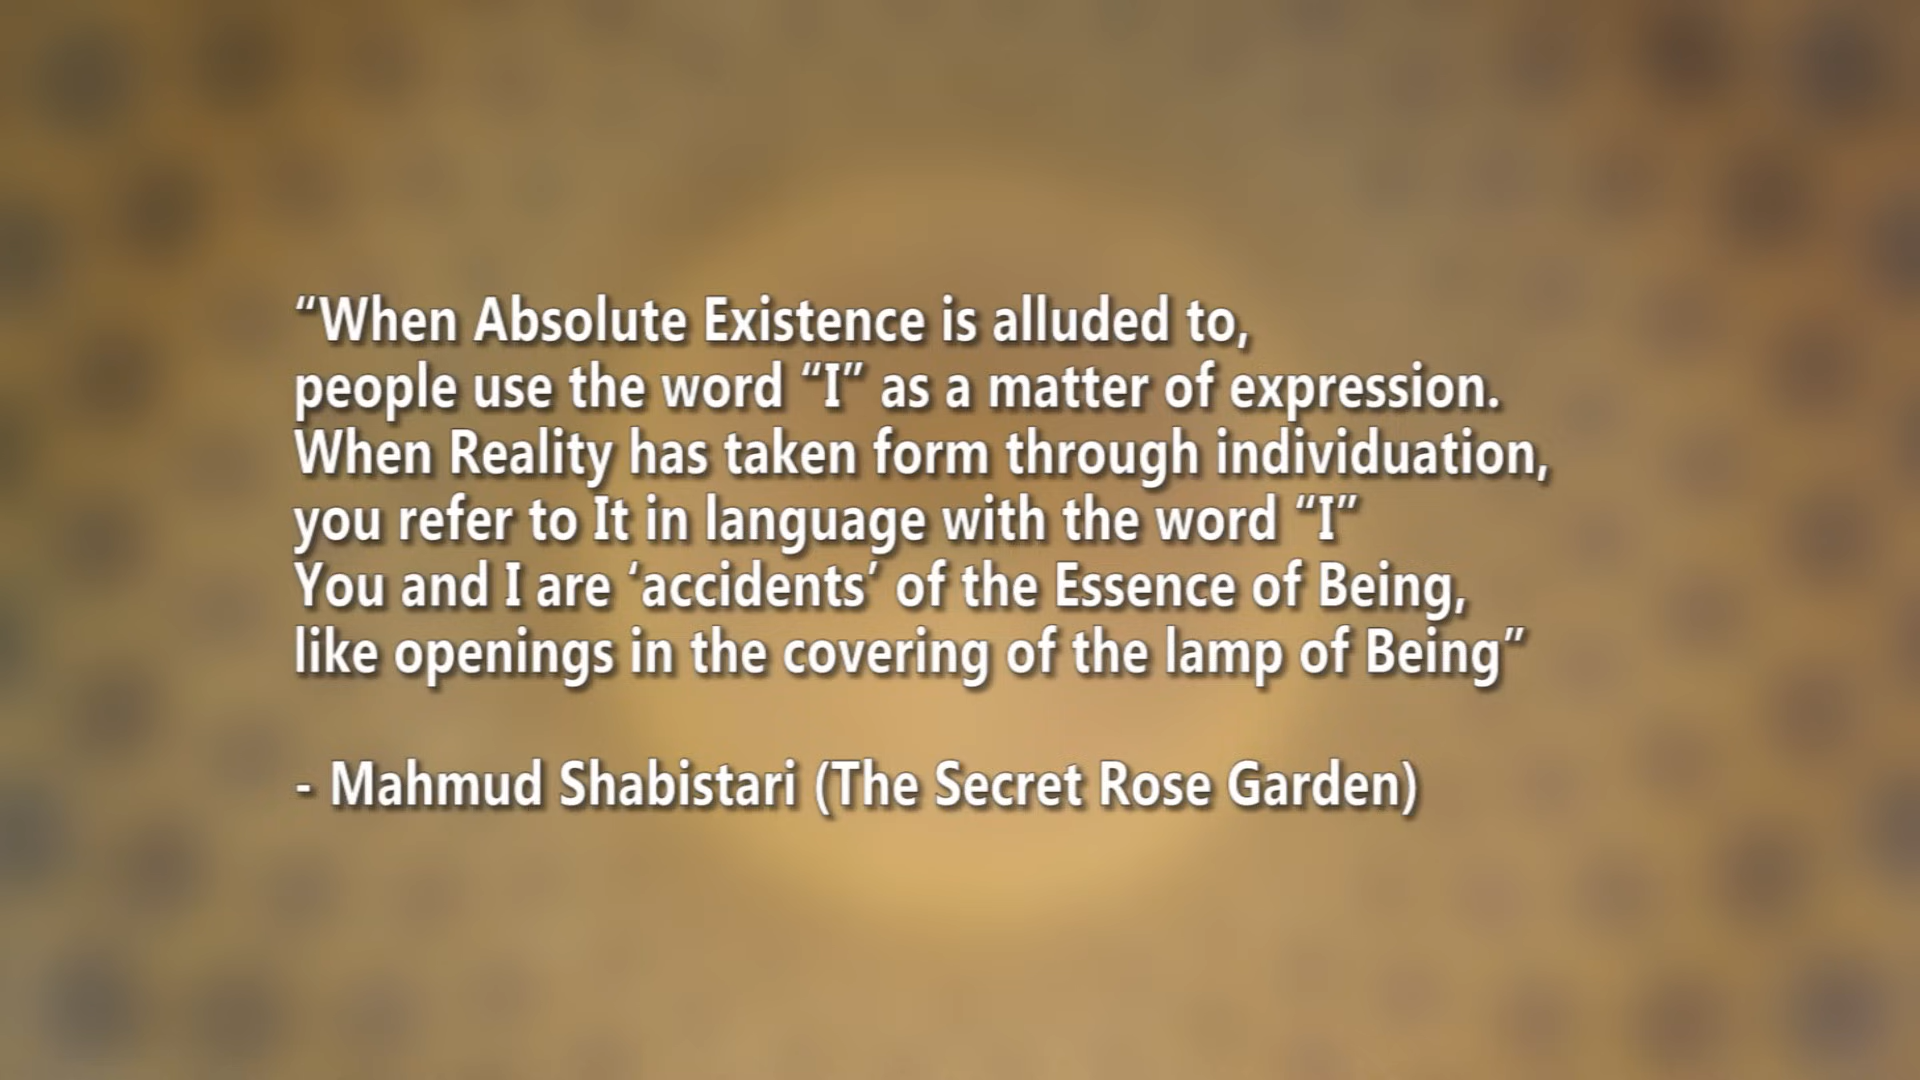 “When Absolute Existence is alluded to,
people use the word “I” as a matter of expression.
When Reality has taken form through individuation,
you refer to It in language with the word “I”
You and I are ‘accidents’ of the Essence of Being,
like openings in the covering of the lamp of Being”
- Mahmud Shabistari (The Secret Rose Garden)